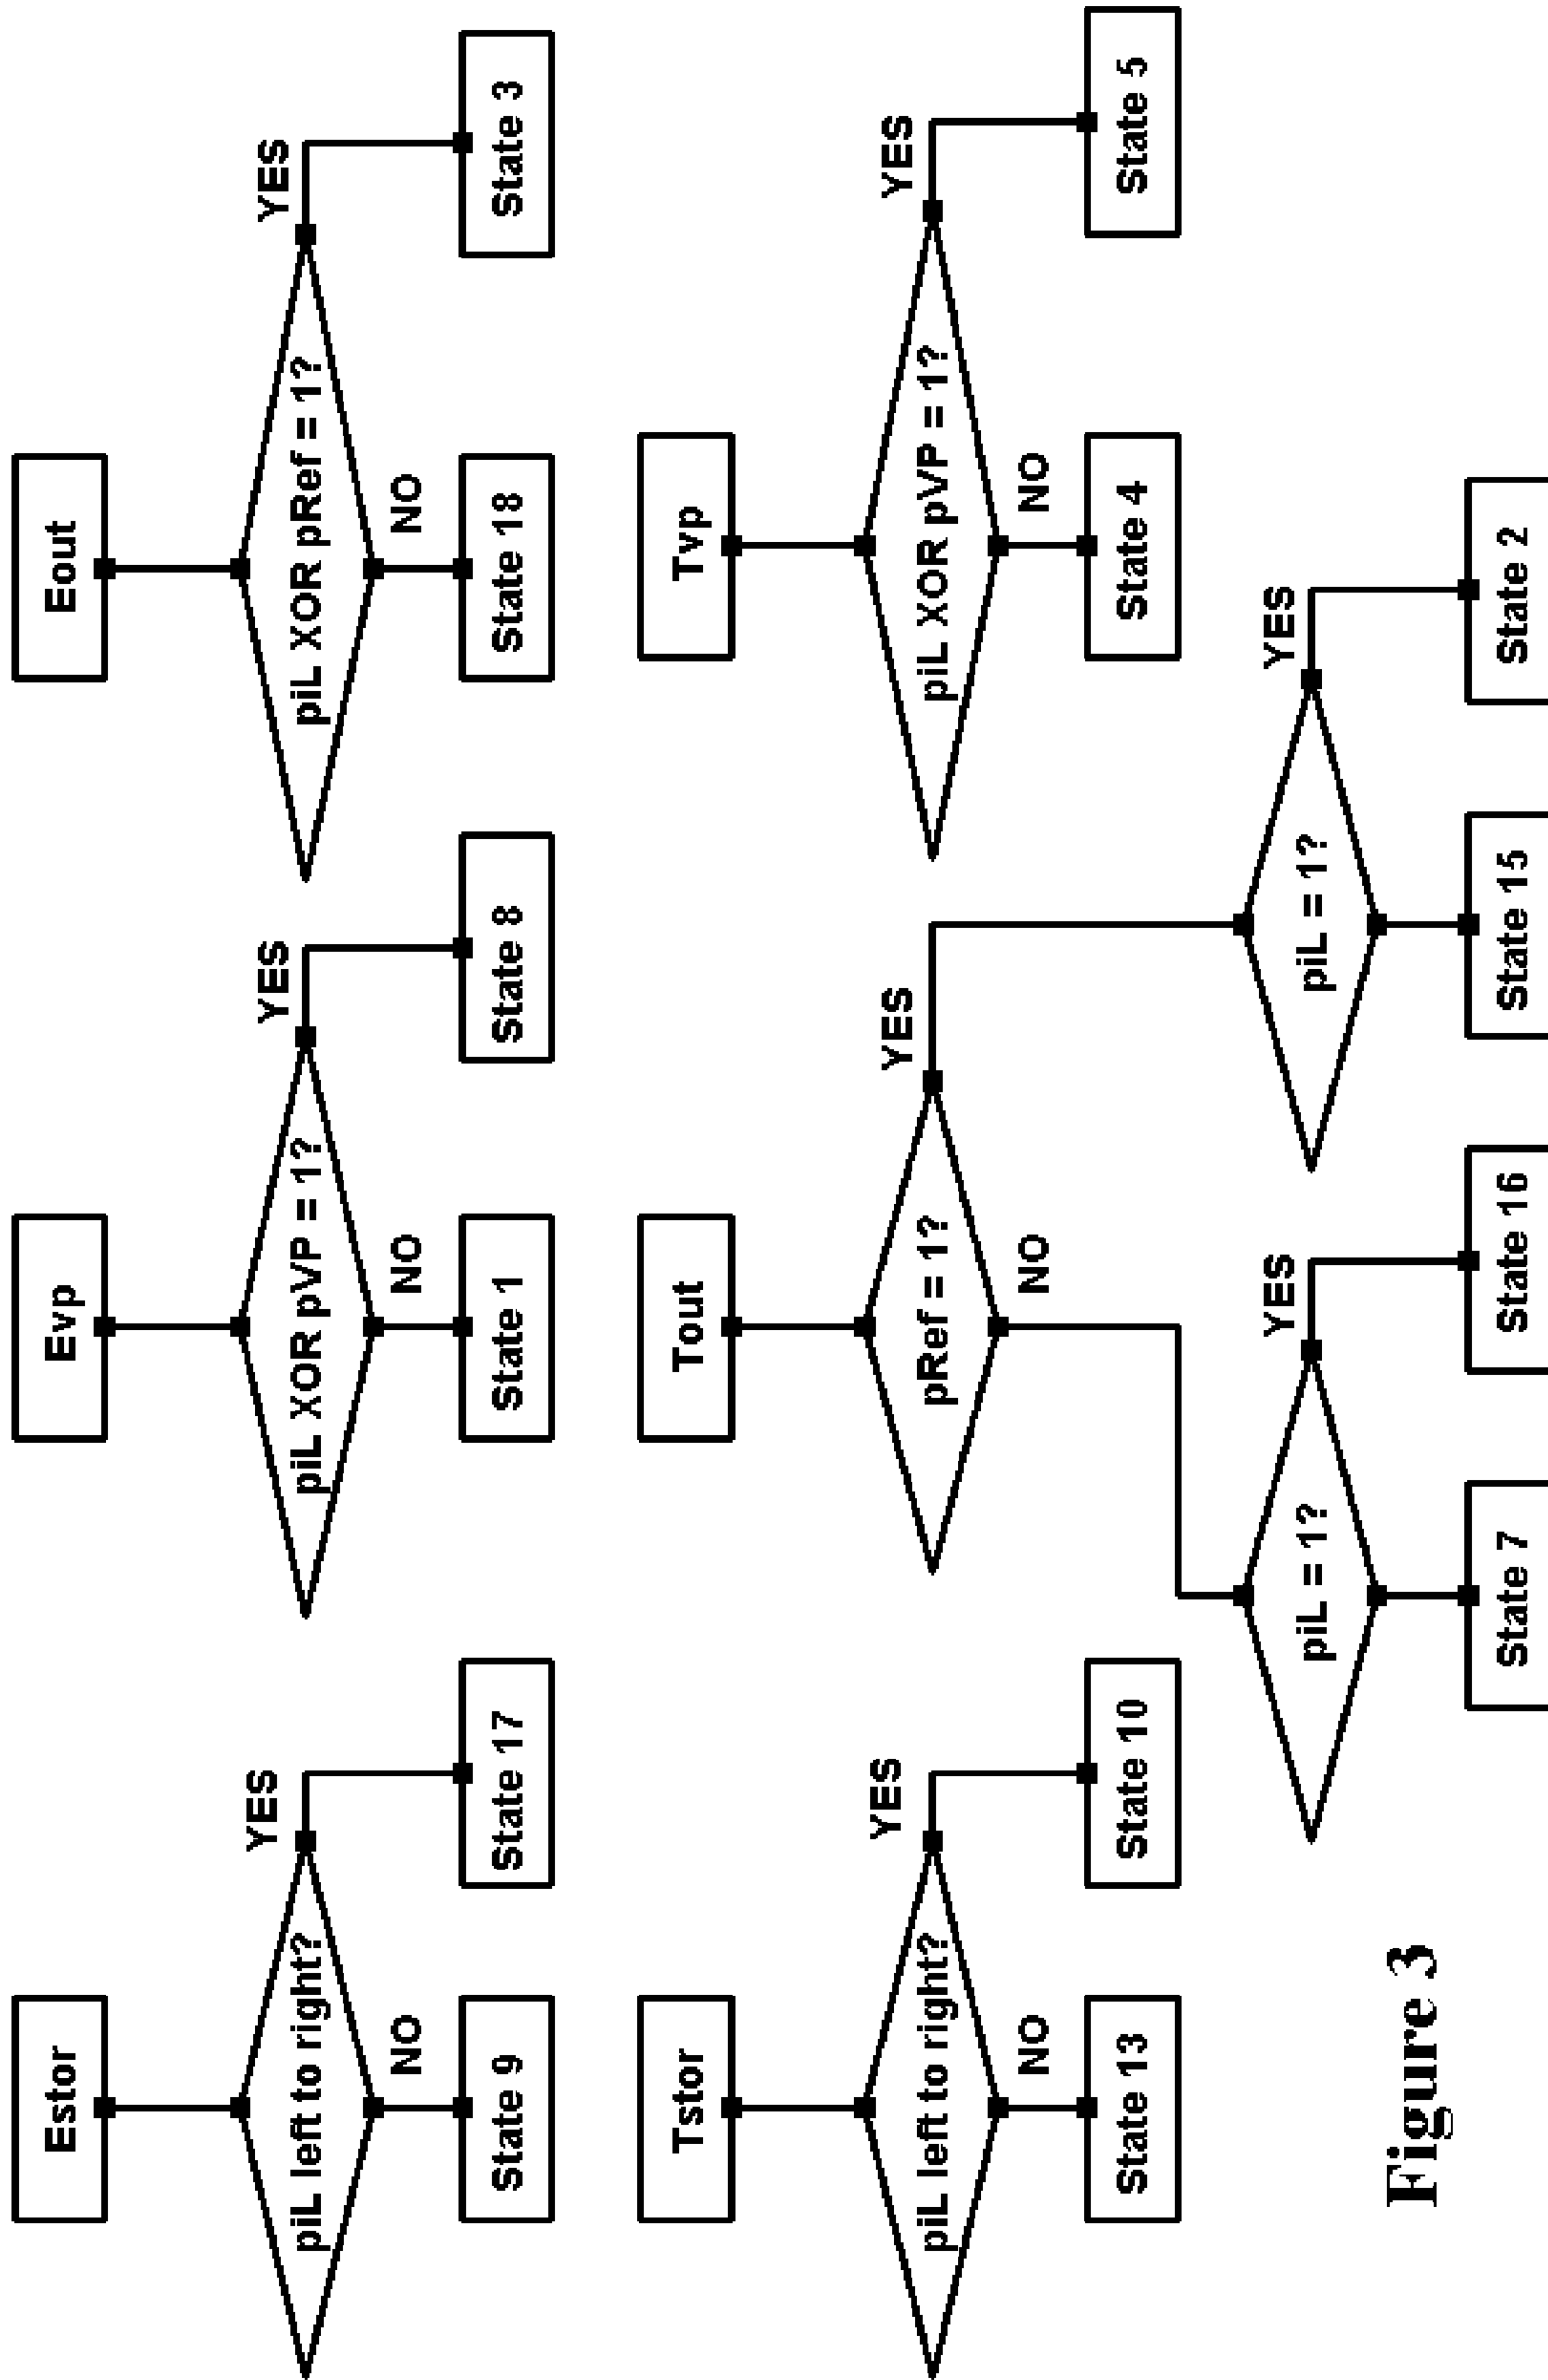 Estor
piL left to right?
YES
NO
State 9
State 17
Evp
piL XOR pVP = 1?
YES
NO
State 1
State 8
Eout
piL XOR pRef = 1?
YES
NO
State 18
State 3
Tstor
piL left to right?
YES
NO
State 13
State 10
Tout
pRef = 1?
YES
NO
piL = 1?
YES
State 7
State 16
piL = 1?
YES
State 15
State 2
Tvp
piL XOR pVP = 1?
YES
NO
State 4
State 5
Figure 3